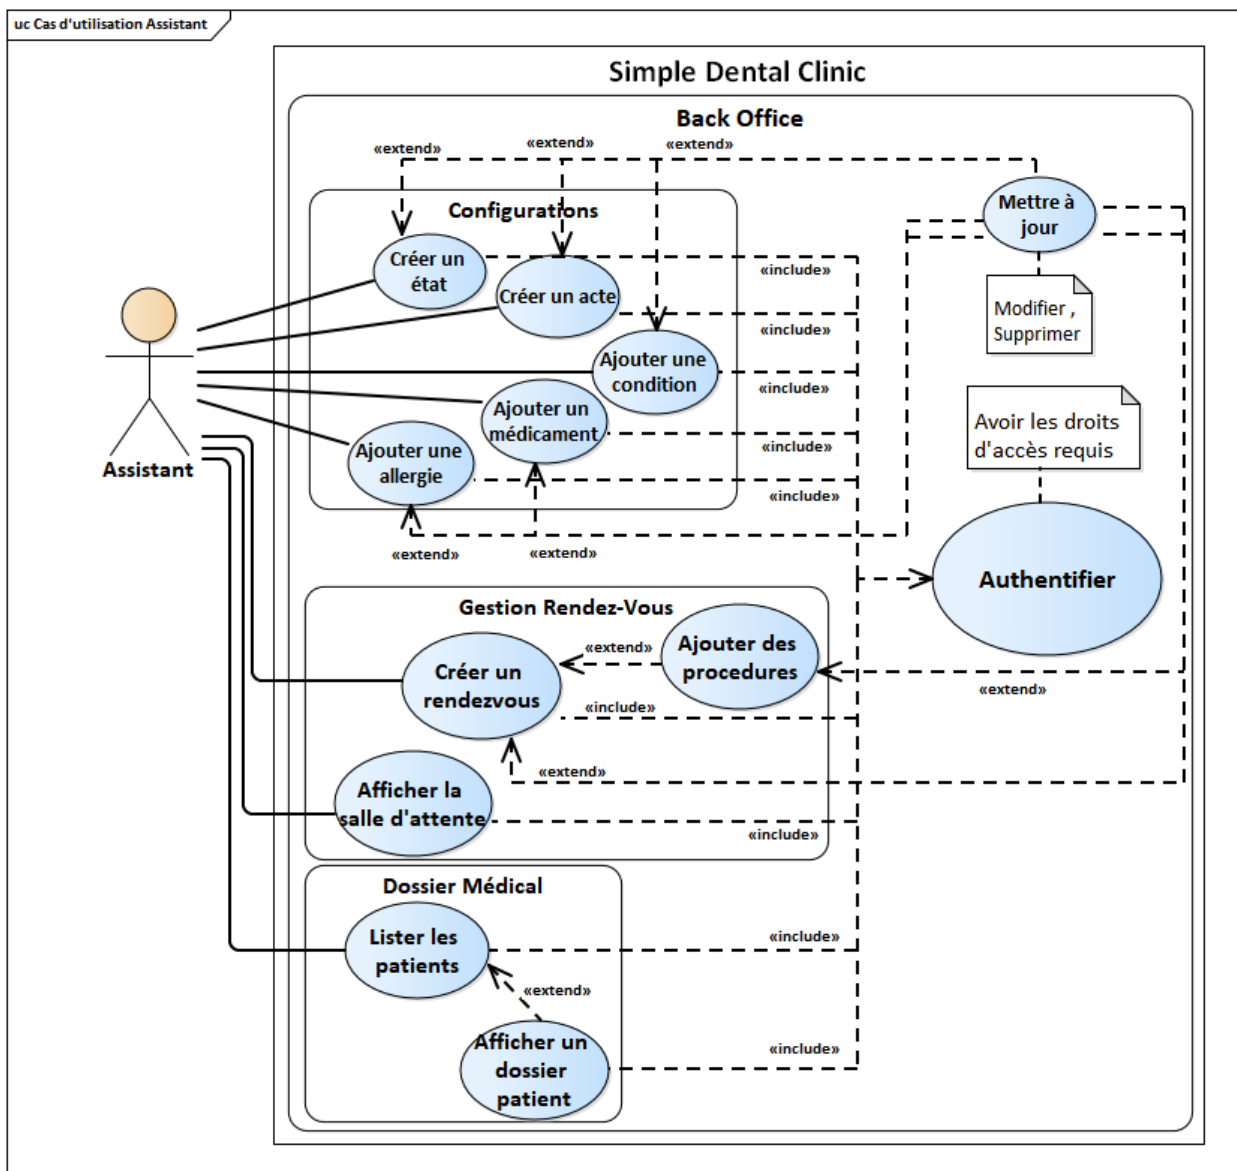 uc Cas d'utilisation Assistant
Simple Dental Clinic
Back Office
«extend»
«extend»
«extend»
Configurations
Mettre à
jour
Créer un
état
«include»
Créer un acte
Modifier ,
Supprimer
«include»
Ajouter une
condition
«include»
Ajouter un
médicament
Avoir les droits
d'accès requis
«include»
Ajouter une
allergie
Assistant
«include»
«extend»
«extend»
Authentifier
Gestion Rendez-Vous
Ajouter des
procedures
«extend»
Créer un
rendezvous
«extend»
«include»
«extend»
Afficher la
salle d'attente
«include»
Dossier Médical
Lister les
patients
«include»
«extend»
Afficher un
dossier
patient
«include»